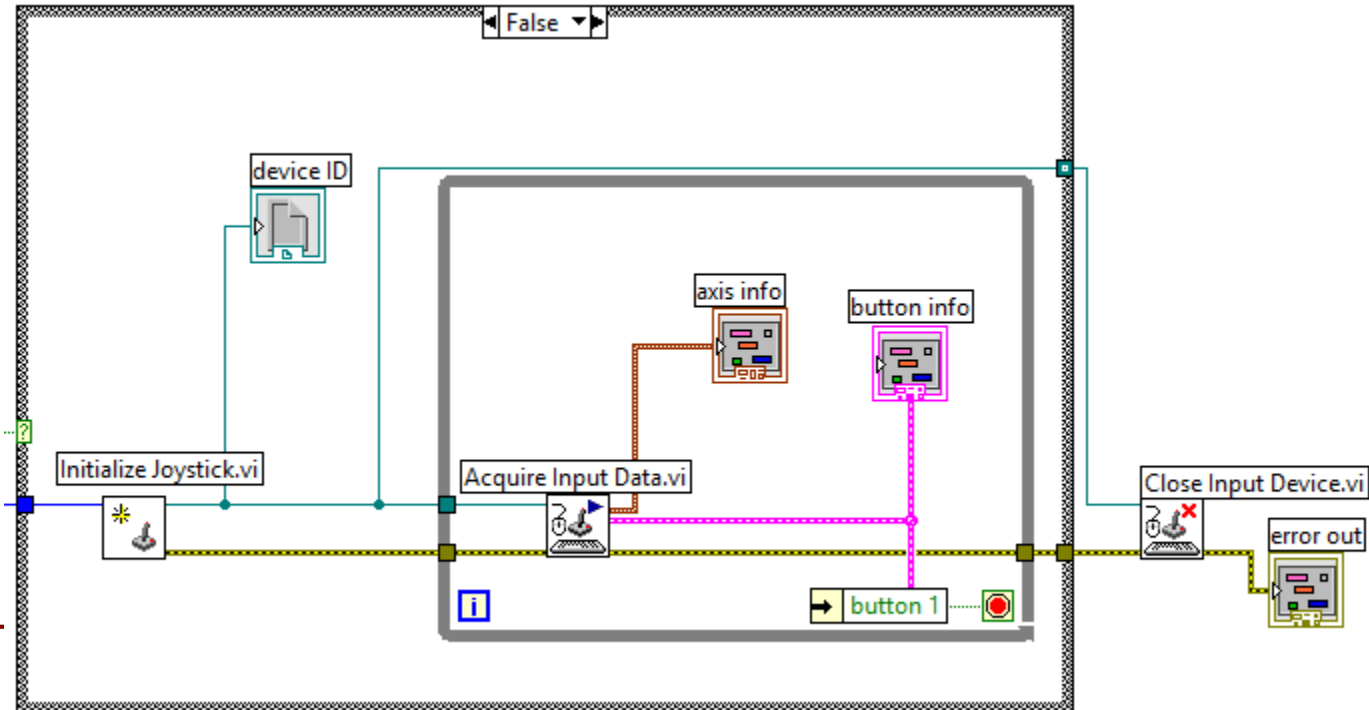 False
device ID
axis info
button info
Initialize Joystick.vi
Acquire Input Data.vi
Close Input Device.vi
error out
i
button 1
?